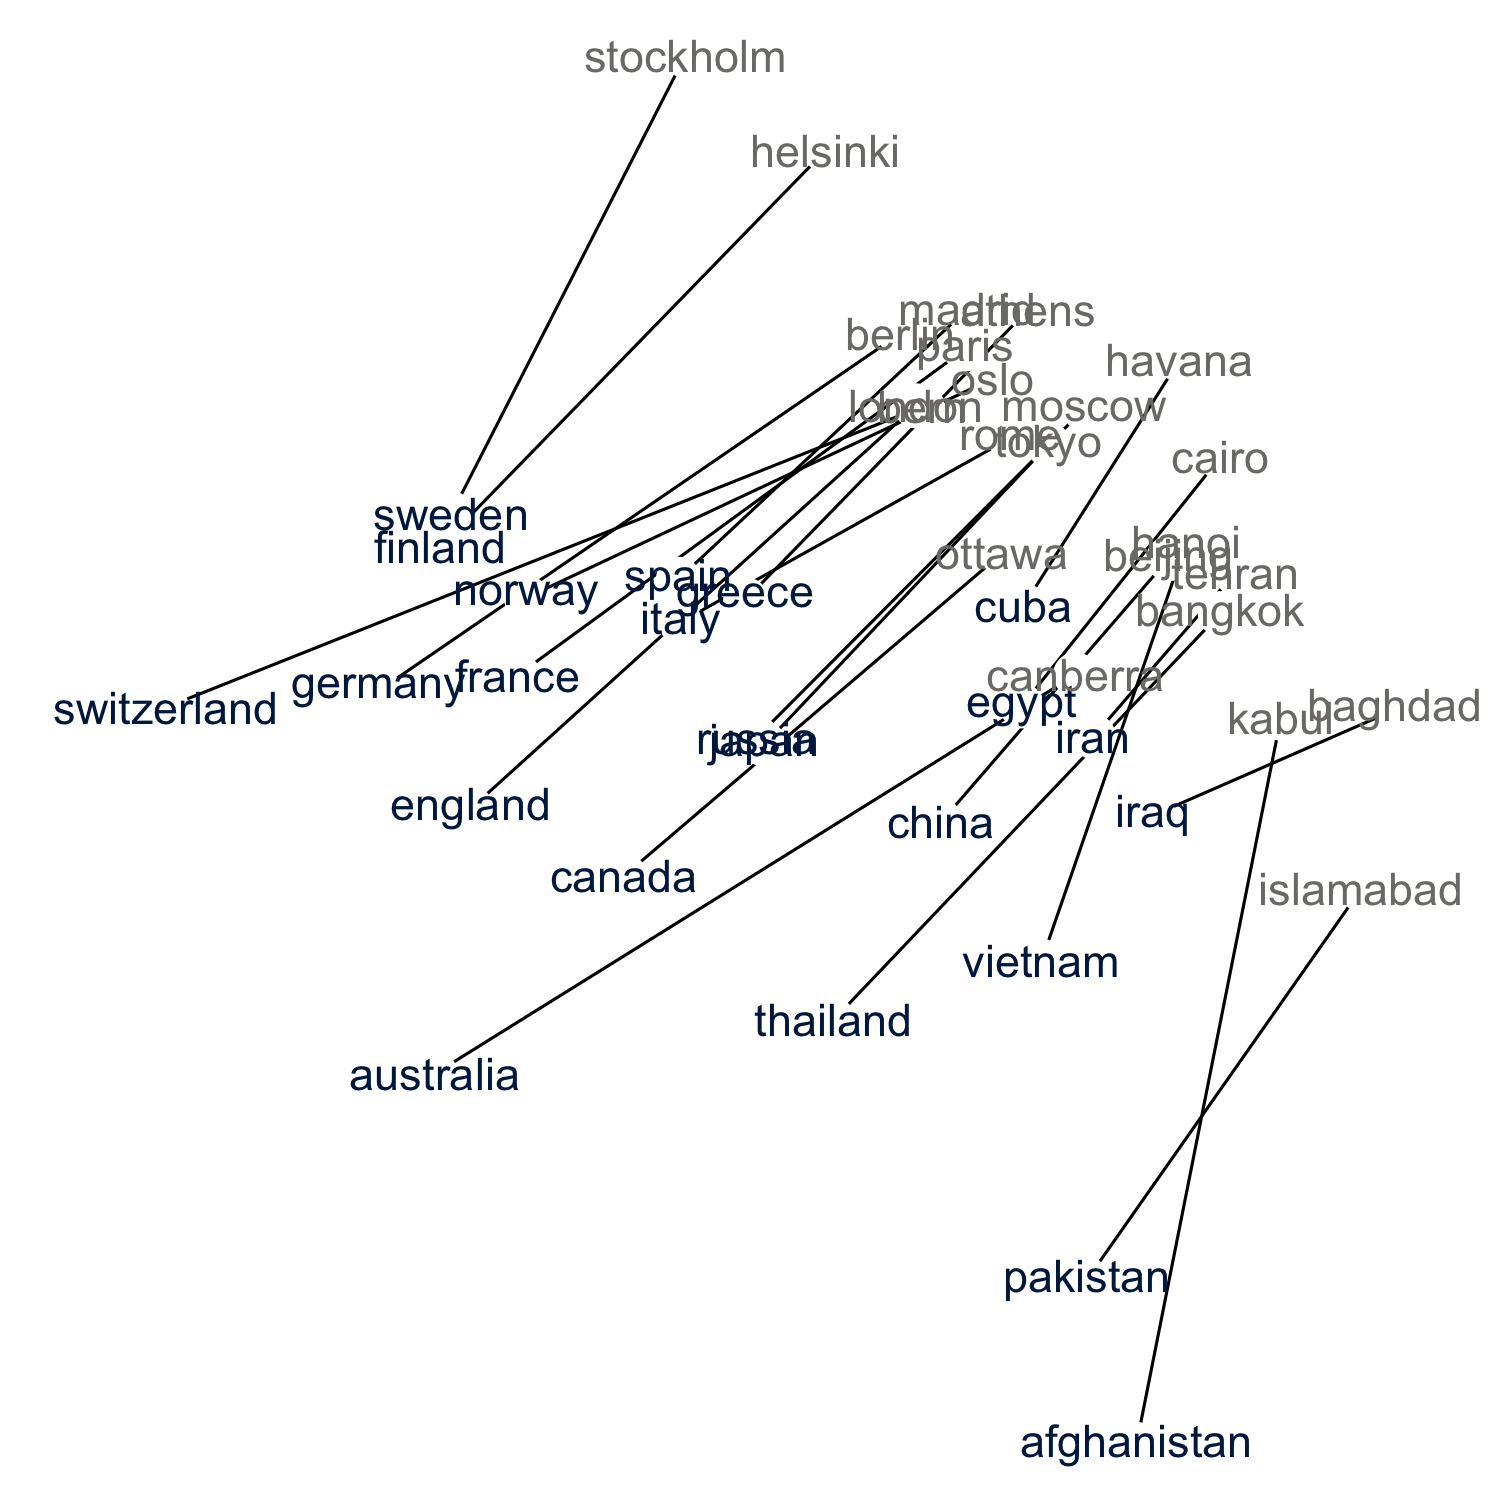 stockholm
helsinki
madrid
athens
berlin
paris
havana
oslo
london
bern
moscow
rome
tokyo
cairo
sweden
finland
ottawa
hanoi
beijing
tehran
norway
spain
greece
cuba
bangkok
italy
switzerland
germany
france
canberra
egypt
kabul
baghdad
russia
japan
iran
england
china
iraq
canada
islamabad
vietnam
thailand
australia
pakistan
afghanistan